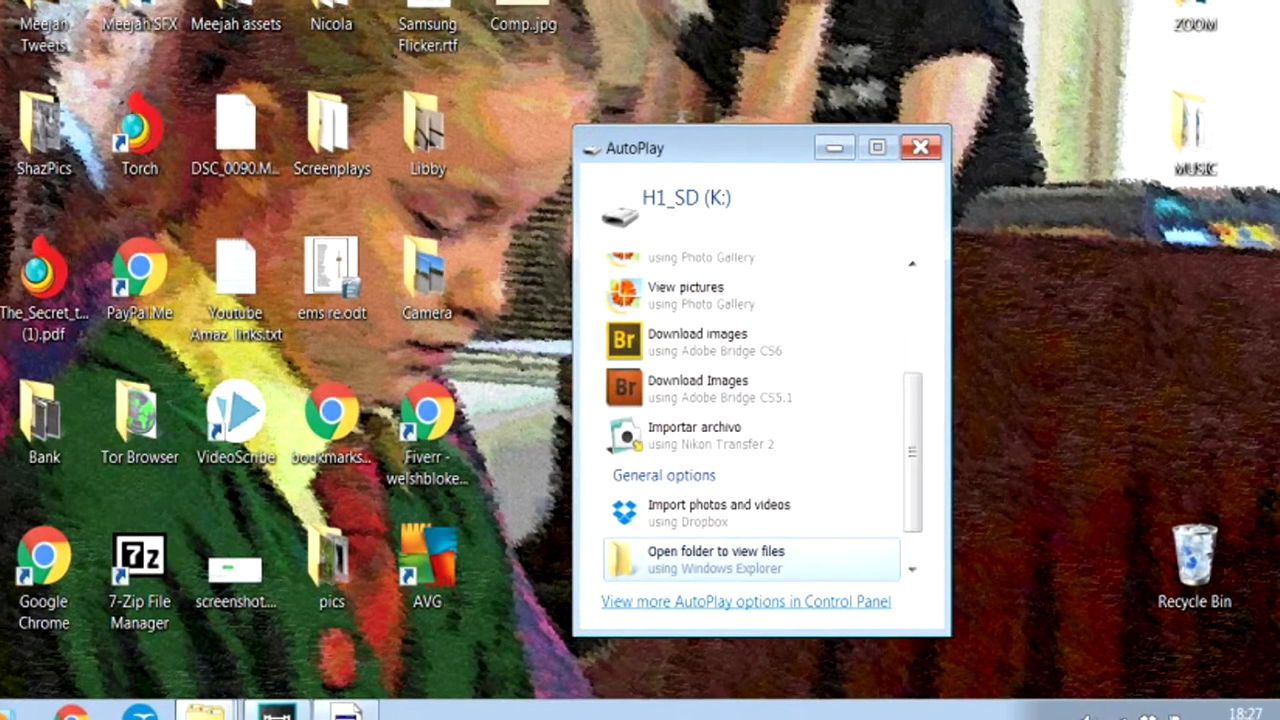 Meejah
Tweets
Meejah SFX
Meejah assets
Nicola
Samsung
Flicker.rtf
Comp..jpg
ZOOM
ShazPics
Torch
DSC_0090.M...
Screenplays
Libby
MUSIC
The_Secret_t...
(1).pdf
PayPal.Me
Youtube
Amaz links.txt
ems re.odt
Camera
Bank
Tor Browser
VideoScribe
bookmarks...
Fiverr -
welshbloke...
Google
Chrome
7z
7-Zip File
Manager
screenshot...
pics
AVG
Recycle Bin
AutoPlay
H1_SD (K:)
using Photo Gallery
View pictures
using Photo Gallery
Br
Download images
using Adobe Bridge CS6
Br
Download Images
using Adobe Bridge CS5.1
Importar archivo
using Nikon Transfer 2
General options
Import photos and videos
using Dropbox
Open folder to view files
using Windows Explorer
View more AutoPlay options in Control Panel
18:27